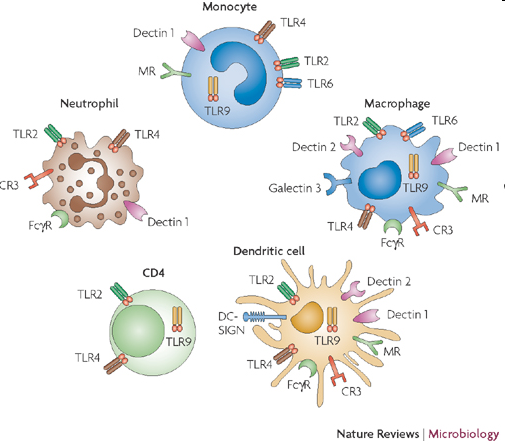 Monocyte
Dectin 1
TLR4
MR
TLR2
TLR6
TLR9
Neutrophil
TLR2
TLR4
CR3
FcγR
Dectin 1
Macrophage
TLR2
TLR6
Dectin 2
Dectin 1
Galectin 3
TLR9
MR
TLR4
FcγR
CR3
CD4
TLR2
TLR9
TLR4
Dendritic cell
TLR2
Dectin 2
DC-
SIGN
Dectin 1
TLR9
MR
TLR4
FcγR
CR3
Nature Reviews | Microbiology